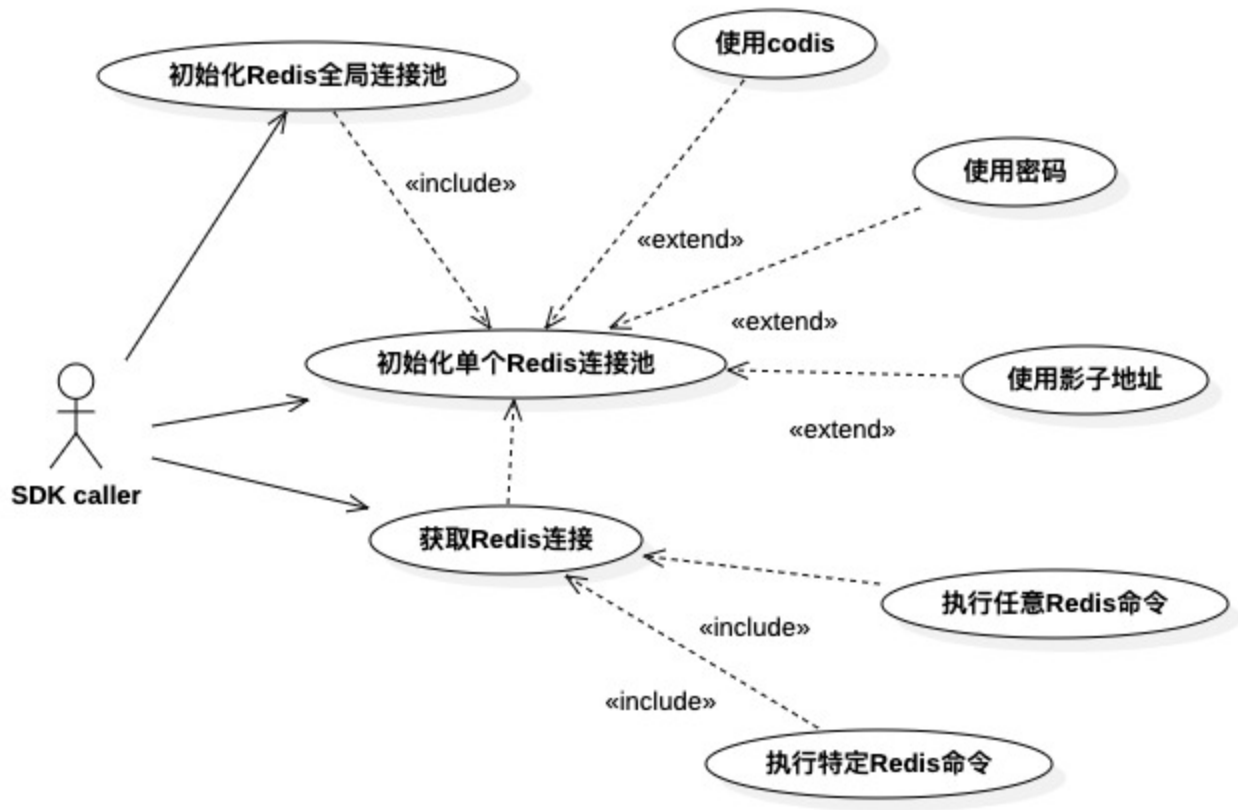 使用codis
初始化Redis全局连接池
使用密码
«include»
«extend»
«extend»
初始化单个Redis连接池
使用影子地址
«extend»
SDK caller
获取Redis连接
执行任意Redis命令
«include»
«include»
执行特定Redis命令